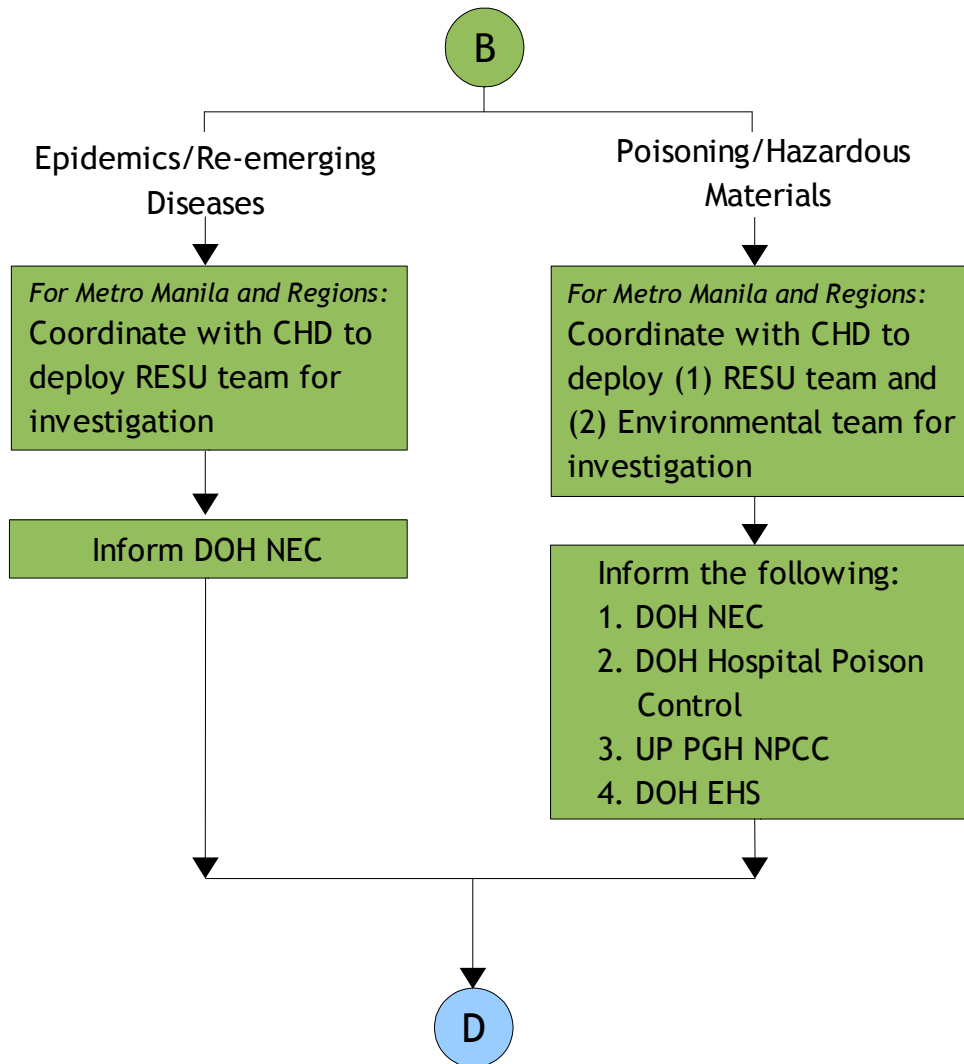 B
Epidemics/Re-emerging
Diseases
For Metro Manila and Regions:
Coordinate with CHD to
deploy RESU team for
investigation
Inform DOH NEC
Poisoning/Hazardous
Materials
For Metro Manila and Regions:
Coordinate with CHD to
deploy (1) RESU team and
(2) Environmental team for
investigation
Inform the following:
1. DOH NEC
2. DOH Hospital Poison
Control
3. UP PGH NPCC
4. DOH EHS
D